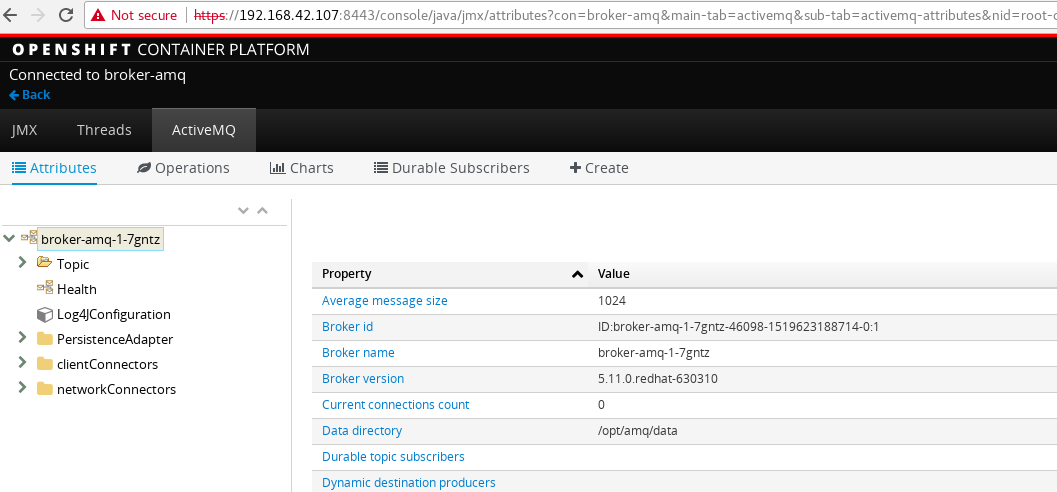 Not secure https://192.168.42.107:8443/console/java/jmx/attributes?con=broker-amq&main-tab=activemq&sub-tab=activemq-attributes&nid=root-
OPENSHIFT CONTAINER PLATFORM
Connected to broker-amq
Back
JMX Threads ActiveMQ
Attributes Operations Charts Durable Subscribers Create
broker-amq-1-7gntz
Topic
Health
Log4JConfiguration
PersistenceAdapter
clientConnectors
networkConnectors
Property Value
Average message size 1024
Broker id ID:broker-amq-1-7gntz-46098-1519623188714-0:1
Broker name broker-amq-1-7gntz
Broker version 5.11.0.redhat-630310
Current connections count 0
Data directory /opt/amq/data
Durable topic subscribers
Dynamic destination producers